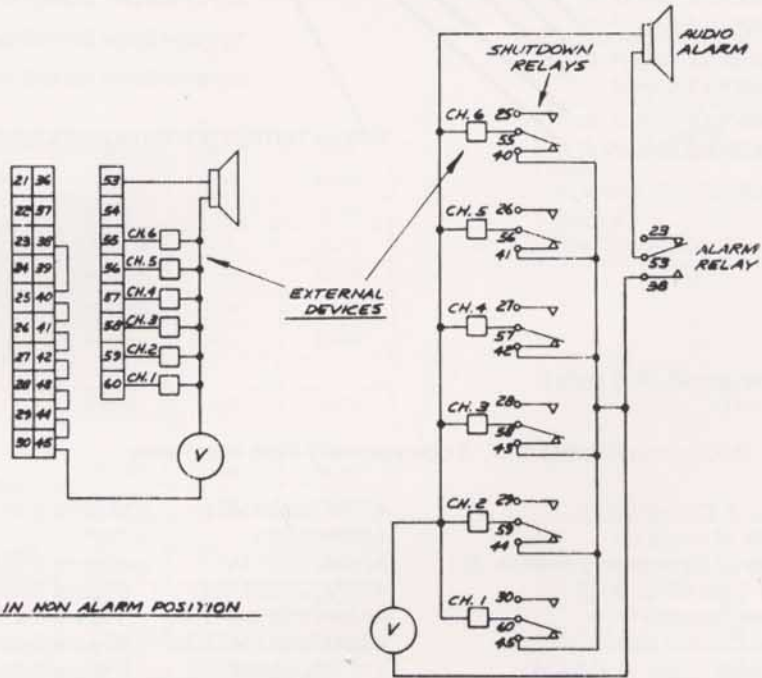 21 36
22 37
23 38
24 39
25 40
26 41
27 42
28 43
29 44
30 45
53
54
55 CH.6
56 CH.5
57 CH.4
58 CH.3
59 CH.2
60 CH.1
V
EXTERNAL
DEVICES
IN NON ALARM POSITION
SHUTDOWN
RELAYS
AUDIO
ALARM
CH. 6 25
55
40
CH. 5 26
56
41
CH. 4 27
57
42
CH. 3 28
58
43
CH. 2 29
59
44
CH. 1 30
60
45
23
53
38
ALARM
RELAY
V